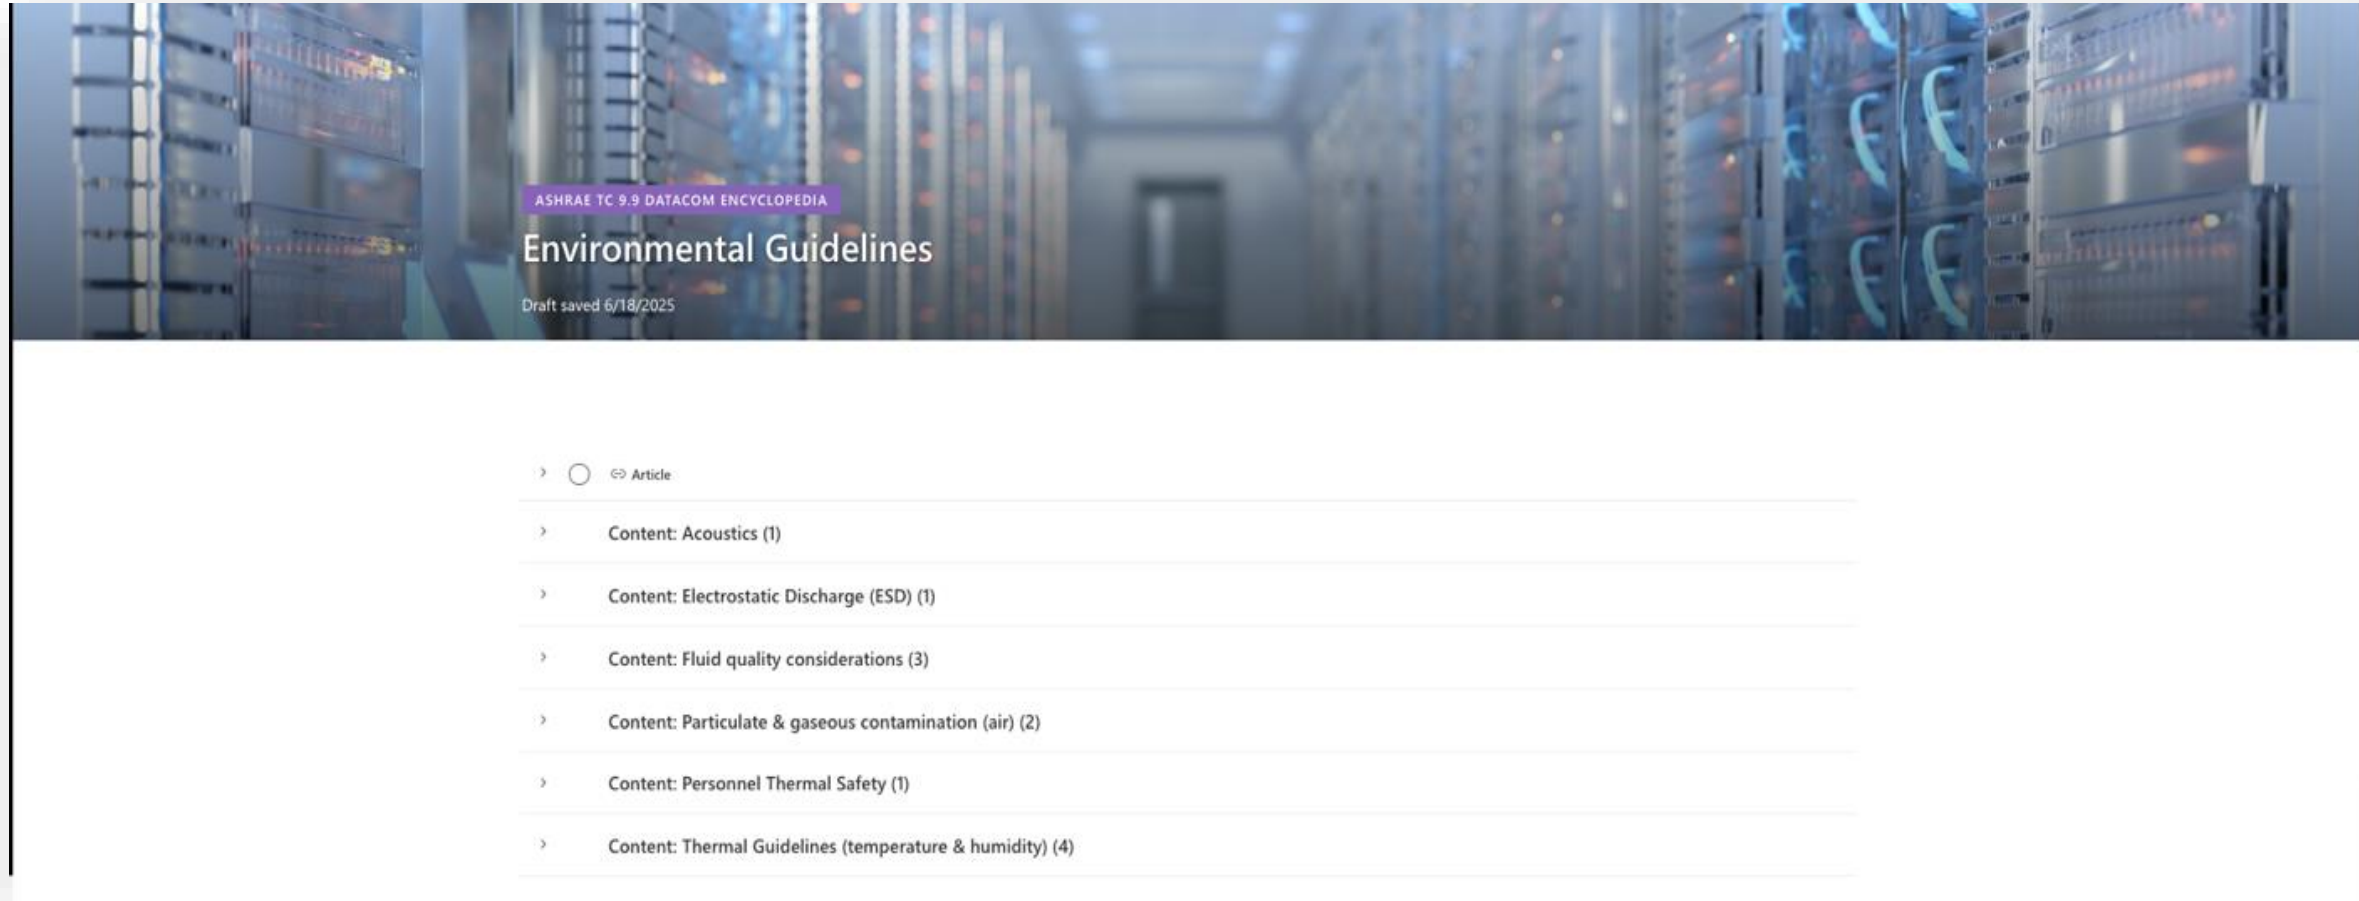 ASHRAE TC 9.9 DATACOM ENCYCLOPEDIA
Environmental Guidelines
Draft saved 6/18/2025
Article
Content: Acoustics (1)
Content: Electrostatic Discharge (ESD) (1)
Content: Fluid quality considerations (3)
Content: Particulate & gaseous contamination (air) (2)
Content: Personnel Thermal Safety (1)
Content: Thermal Guidelines (temperature & humidity) (4)